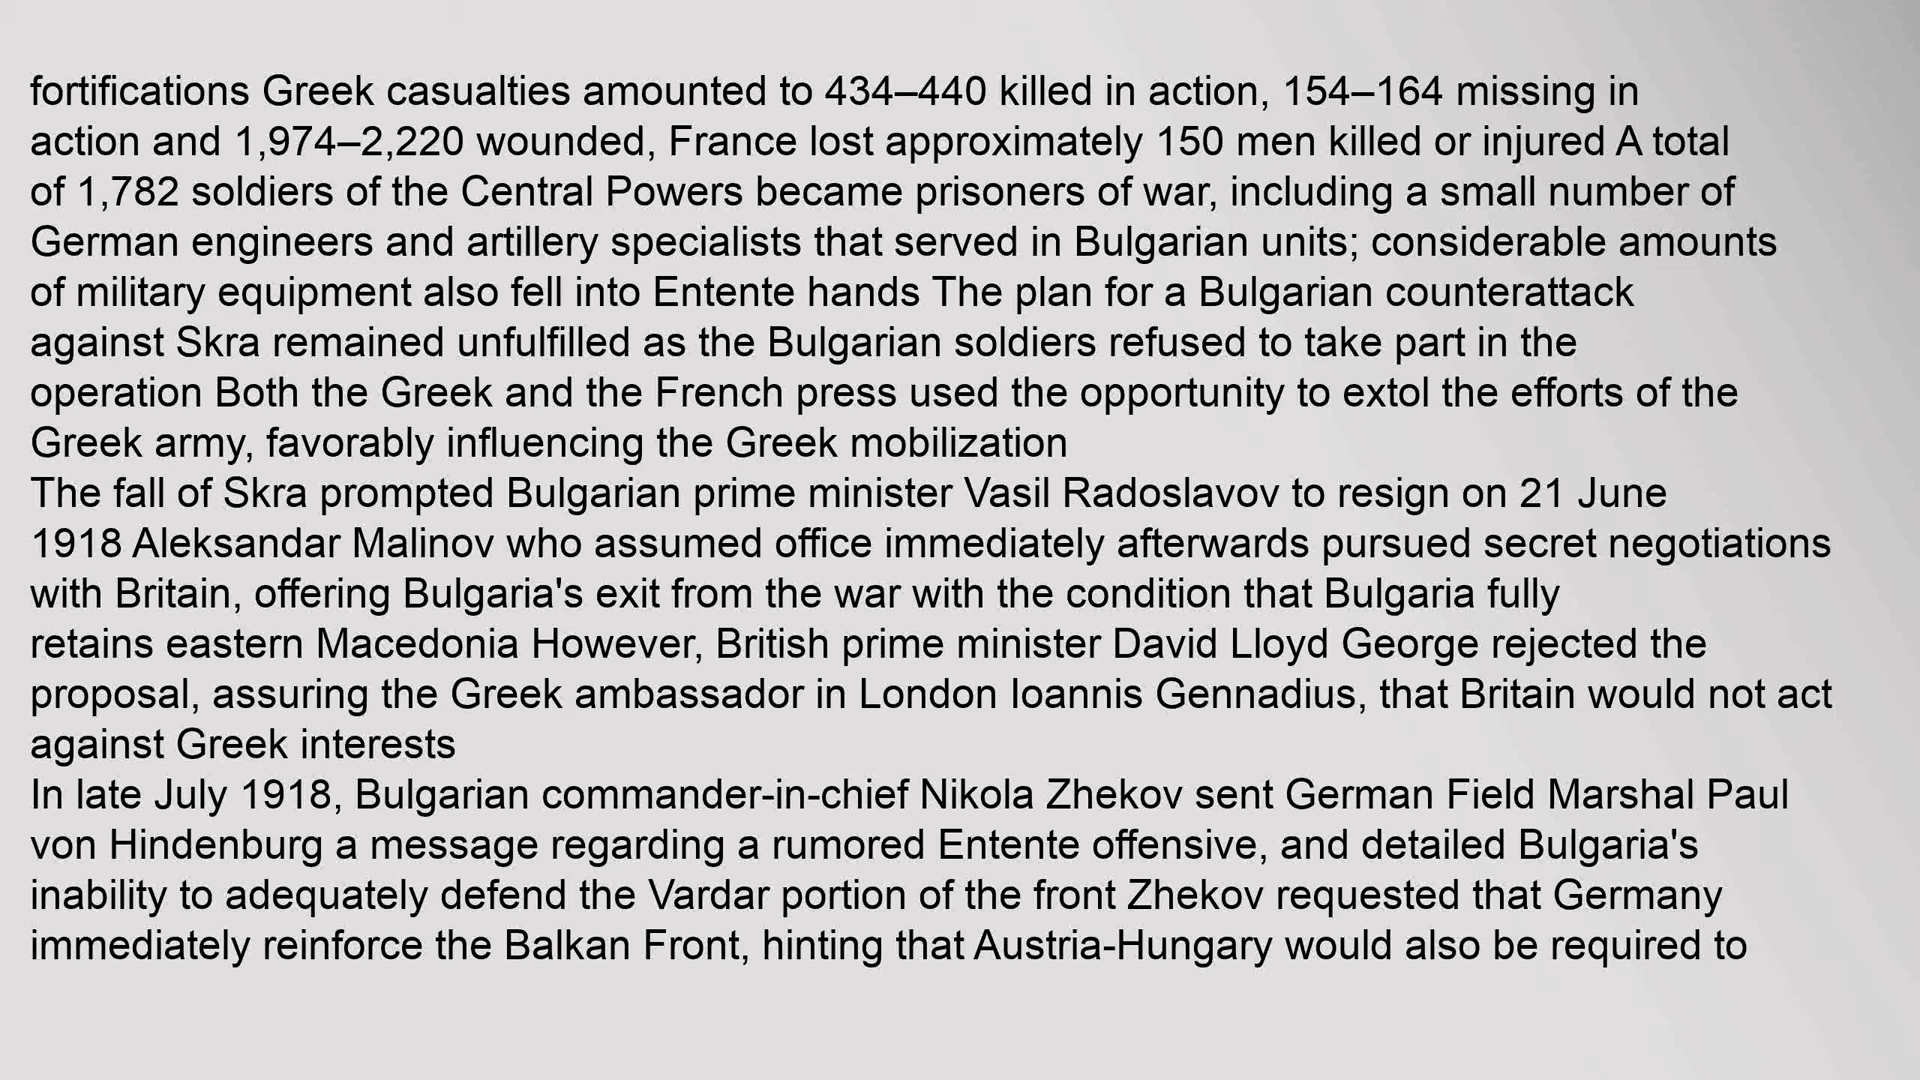 fortifications Greek casualties amounted to 434–440 killed in action, 154–164 missing in
action and 1,974–2,220 wounded, France lost approximately 150 men killed or injured A total
of 1,782 soldiers of the Central Powers became prisoners of war, including a small number of
German engineers and artillery specialists that served in Bulgarian units; considerable amounts
of military equipment also fell into Entente hands The plan for a Bulgarian counterattack
against Skra remained unfulfilled as the Bulgarian soldiers refused to take part in the
operation Both the Greek and the French press used the opportunity to extol the efforts of the
Greek army, favorably influencing the Greek mobilization
The fall of Skra prompted Bulgarian prime minister Vasil Radoslavov to resign on 21 June
1918 Aleksandar Malinov who assumed office immediately afterwards pursued secret negotiations
with Britain, offering Bulgaria's exit from the war with the condition that Bulgaria fully
retains eastern Macedonia However, British prime minister David Lloyd George rejected the
proposal, assuring the Greek ambassador in London Ioannis Gennadius, that Britain would not act
against Greek interests
In late July 1918, Bulgarian commander-in-chief Nikola Zhekov sent German Field Marshal Paul
von Hindenburg a message regarding a rumored Entente offensive, and detailed Bulgaria's
inability to adequately defend the Vardar portion of the front Zhekov requested that Germany
immediately reinforce the Balkan Front, hinting that Austria-Hungary would also be required to